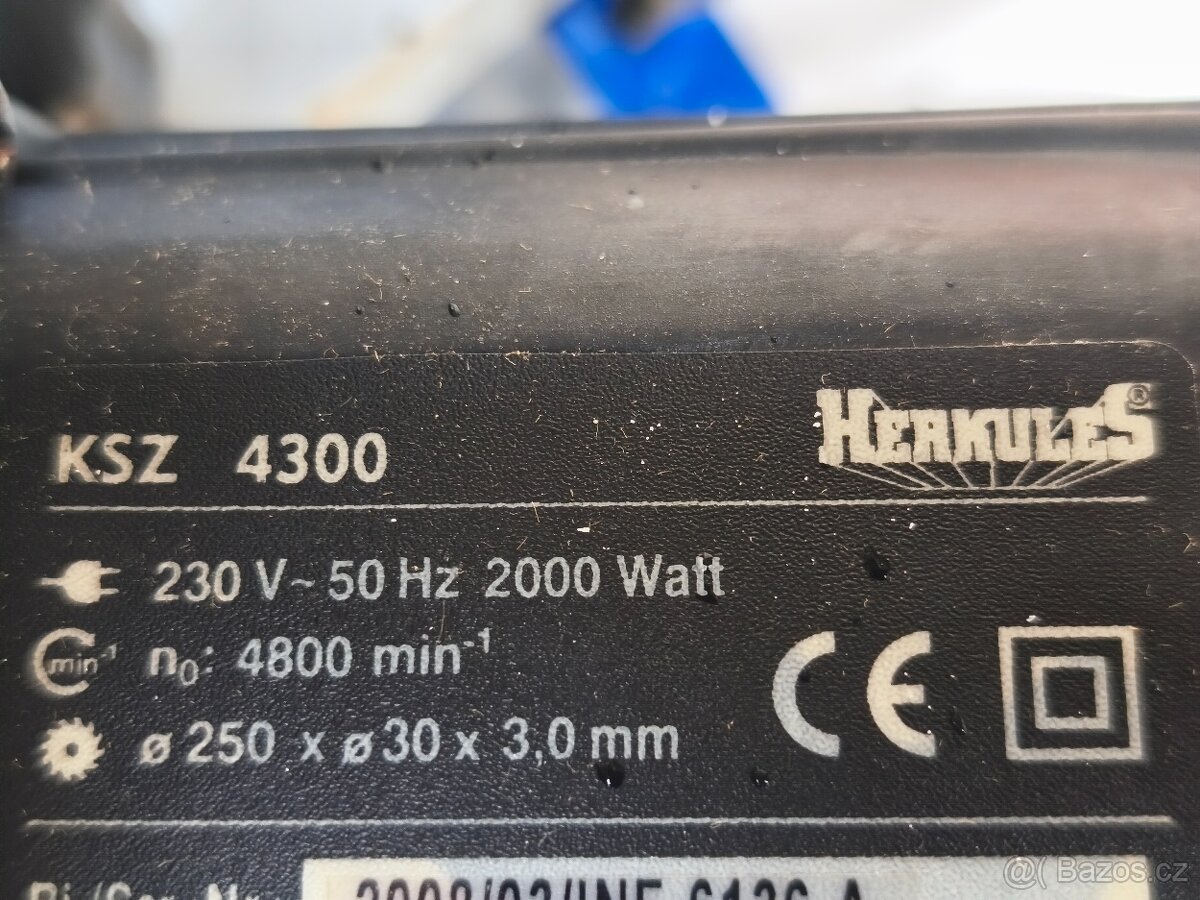 KSZ 4300
HERKULES®
230 V~ 50 Hz 2000 Watt
min⁻¹ n₀: 4800 min⁻¹
CE
ø 250 x ø 30 x 3,0 mm
@( Bazos.cz